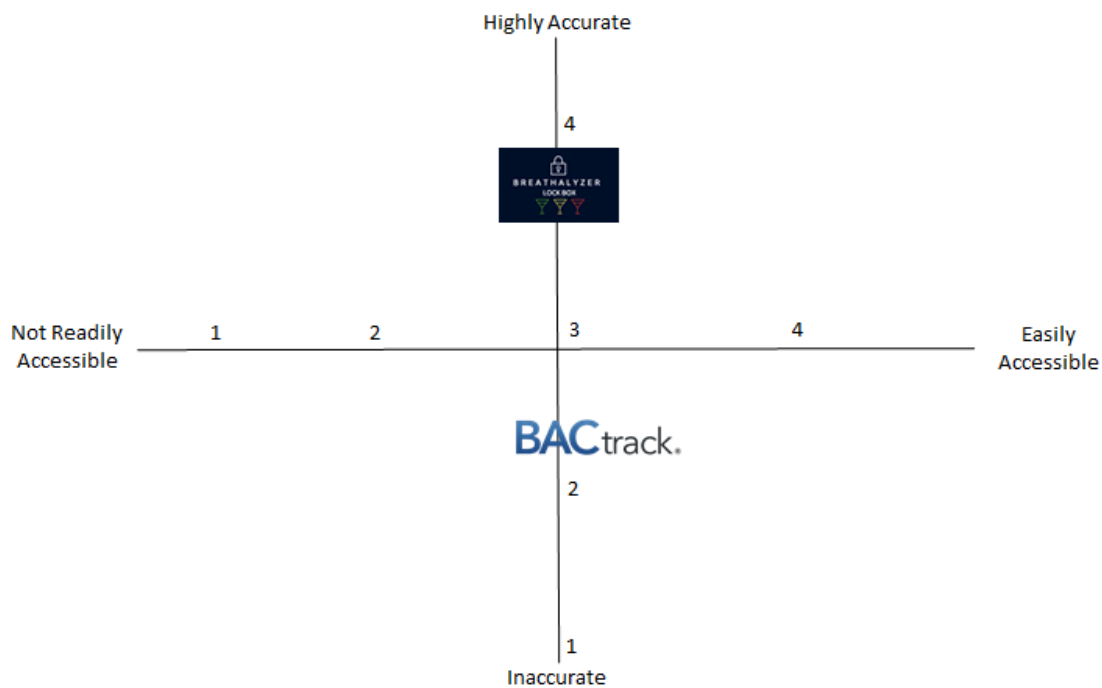 Highly Accurate
4
BREATHALYZER
LOCK BOX
Not Readily
Accessible
1
2
3
4
Easily
Accessible
BACtrack.
2
1
Inaccurate